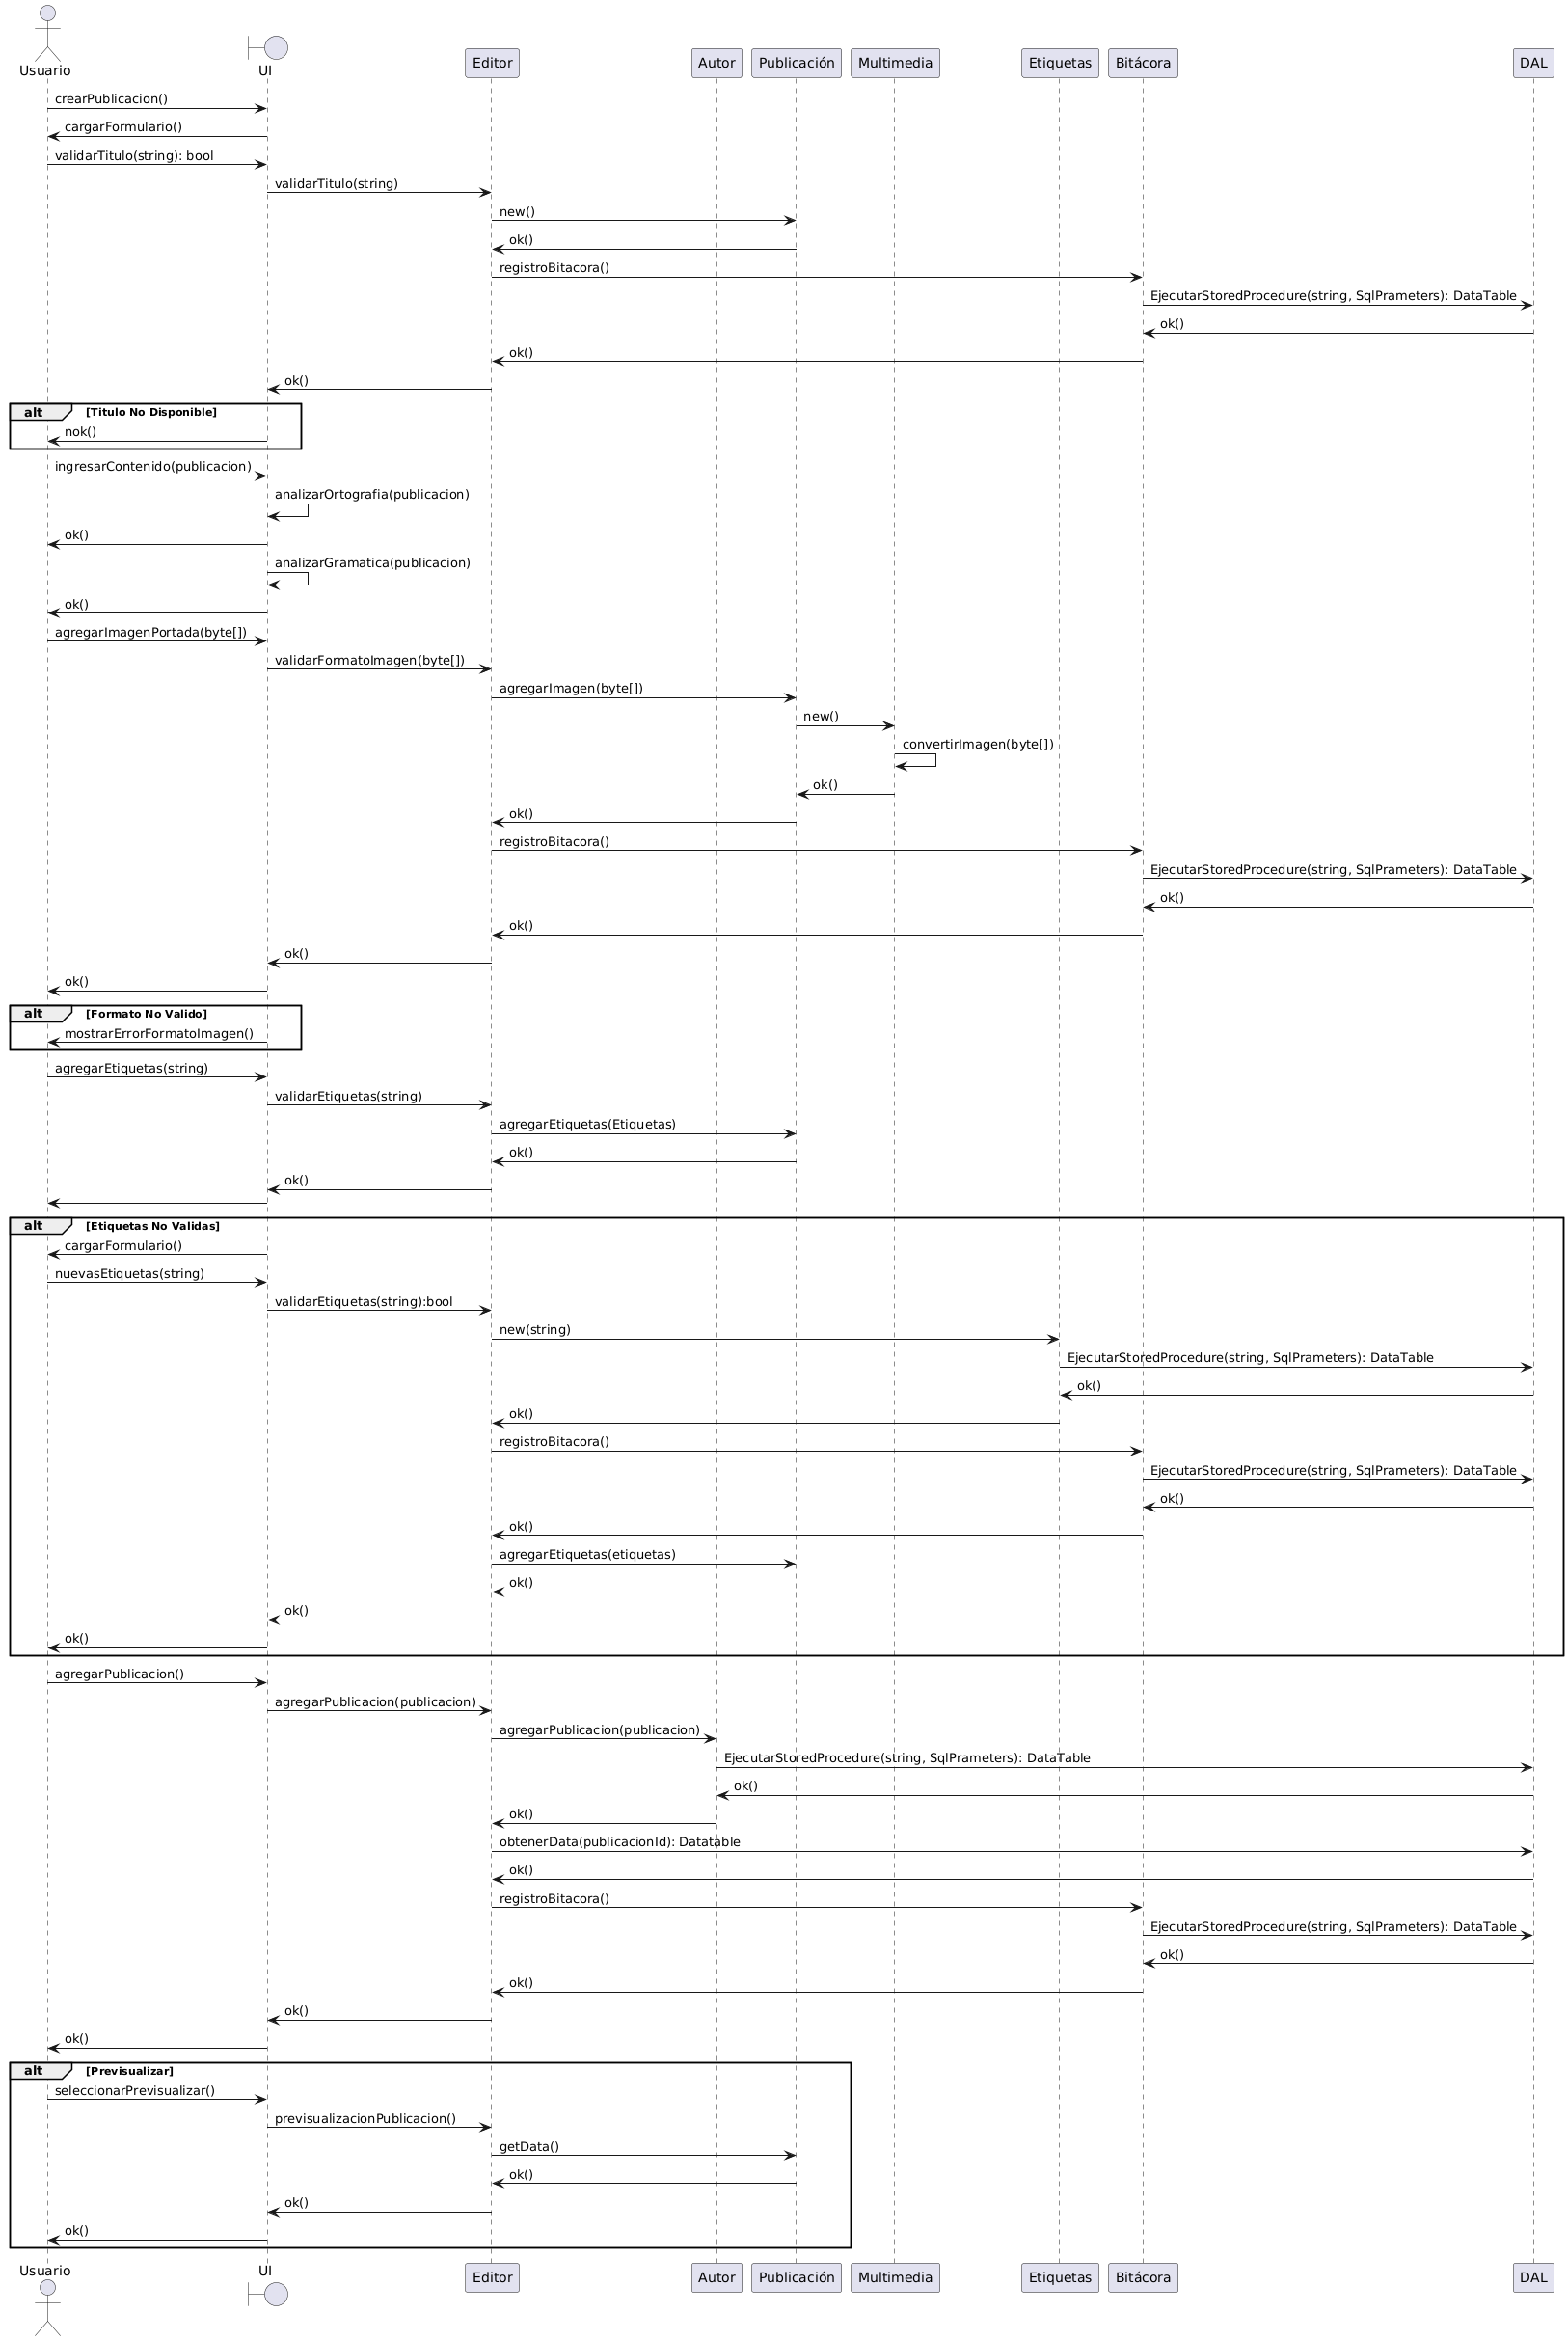 Usuario
UI
Editor
Autor
Publicación
Multimedia
Etiquetas
Bitácora
DAL
crearPublicacion()
cargarFormulario()
validarTitulo(string): bool
validarTitulo(string)
new()
ok()
registroBitacora()
EjecutarStoredProcedure(string, SqlPrameters): DataTable
ok()
ok()
ok()
alt [Titulo No Disponible]
nok()
ingresarContenido(publicacion)
analizarOrtografia(publicacion)
ok()
analizarGramatica(publicacion)
ok()
agregarImagenPortada(byte[])
validarFormatoImagen(byte[])
agregarImagen(byte[])
new()
convertirImagen(byte[])
ok()
ok()
registroBitacora()
EjecutarStoredProcedure(string, SqlPrameters): DataTable
ok()
ok()
ok()
ok()
alt [Formato No Valido]
mostrarErrorFormatoImagen()
agregarEtiquetas(string)
validarEtiquetas(string)
agregarEtiquetas(Etiquetas)
ok()
ok()
alt [Etiquetas No Validas]
cargarFormulario()
nuevasEtiquetas(string)
validarEtiquetas(string):bool
new(string)
EjecutarStoredProcedure(string, SqlPrameters): DataTable
ok()
ok()
registroBitacora()
EjecutarStoredProcedure(string, SqlPrameters): DataTable
ok()
ok()
agregarEtiquetas(etiquetas)
ok()
ok()
ok()
agregarPublicacion()
agregarPublicacion(publicacion)
agregarPublicacion(publicacion)
EjecutarStoredProcedure(string, SqlPrameters): DataTable
ok()
ok()
obtenerData(publicacionId): Datatable
ok()
registroBitacora()
EjecutarStoredProcedure(string, SqlPrameters): DataTable
ok()
ok()
ok()
ok()
alt [Previsualizar]
seleccionarPrevisualizar()
previsualizacionPublicacion()
getData()
ok()
ok()
ok()
Usuario
UI
Editor
Autor
Publicación
Multimedia
Etiquetas
Bitácora
DAL